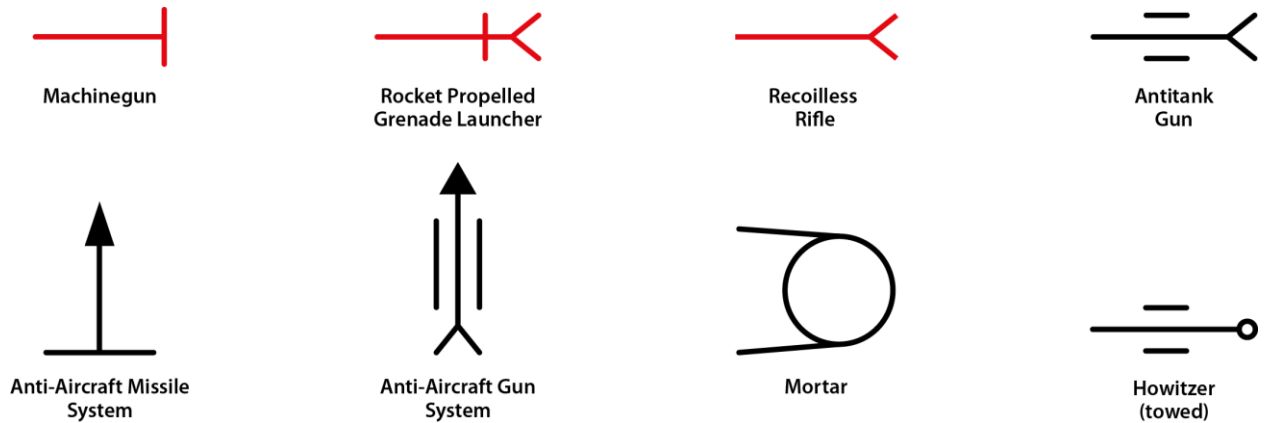 Machinegun
Rocket Propelled
Grenade Launcher
Recoilless
Rifle
Antitank
Gun
Anti-Aircraft Missile
System
Anti-Aircraft Gun
System
Mortar
Howitzer
(towed)